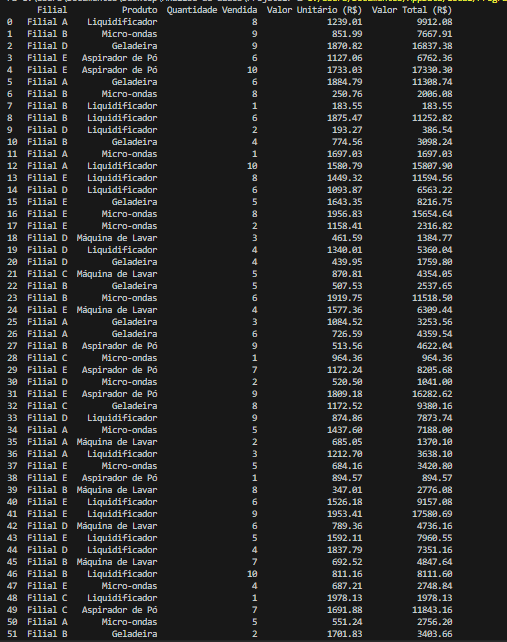 Filial Produto Quantidade Vendida Valor Unitário (R$) Valor Total (R$)
0 Filial A Liquidificador 8 1239.01 9912.08
1 Filial B Micro-ondas 9 851.99 7667.91
2 Filial D Geladeira 9 1870.82 16837.38
3 Filial E Aspirador de Pó 6 1127.06 6762.36
4 Filial E Aspirador de Pó 10 1733.03 17330.30
5 Filial A Geladeira 6 1884.79 11308.74
6 Filial B Micro-ondas 8 250.76 2006.08
7 Filial B Liquidificador 1 183.55 183.55
8 Filial B Liquidificador 6 1875.47 11252.82
9 Filial D Liquidificador 2 193.27 386.54
10 Filial B Geladeira 4 774.56 3098.24
11 Filial A Micro-ondas 1 1697.03 1697.03
12 Filial A Liquidificador 10 1580.79 15807.90
13 Filial E Liquidificador 8 1449.32 11594.56
14 Filial D Liquidificador 6 1093.87 6563.22
15 Filial E Geladeira 5 1643.35 8216.75
16 Filial E Micro-ondas 8 1956.83 15654.64
17 Filial E Micro-ondas 2 1158.41 2316.82
18 Filial D Máquina de Lavar 3 461.59 1384.77
19 Filial D Liquidificador 4 1340.01 5360.04
20 Filial D Geladeira 4 439.95 1759.80
21 Filial C Máquina de Lavar 5 870.81 4354.05
22 Filial B Geladeira 5 507.53 2537.65
23 Filial B Micro-ondas 6 1919.75 11518.50
24 Filial E Máquina de Lavar 4 1577.36 6309.44
25 Filial A Geladeira 3 1084.52 3253.56
26 Filial A Geladeira 6 726.59 4359.54
27 Filial B Aspirador de Pó 9 513.56 4622.04
28 Filial C Micro-ondas 1 964.36 964.36
29 Filial E Aspirador de Pó 7 1172.24 8205.68
30 Filial D Micro-ondas 2 520.50 1041.00
31 Filial E Aspirador de Pó 9 1809.18 16282.62
32 Filial C Geladeira 8 1172.52 9380.16
33 Filial D Liquidificador 9 874.86 7873.74
34 Filial A Micro-ondas 5 1437.60 7188.00
35 Filial A Máquina de Lavar 2 685.05 1370.10
36 Filial A Liquidificador 3 1212.70 3638.10
37 Filial E Micro-ondas 5 684.16 3420.80
38 Filial E Aspirador de Pó 1 894.57 894.57
39 Filial B Máquina de Lavar 8 347.01 2776.08
40 Filial E Liquidificador 6 1526.18 9157.08
41 Filial E Liquidificador 9 1953.41 17580.69
42 Filial D Máquina de Lavar 6 789.36 4736.16
43 Filial E Liquidificador 5 1592.11 7960.55
44 Filial D Liquidificador 4 1837.79 7351.16
45 Filial B Máquina de Lavar 7 692.52 4847.64
46 Filial B Liquidificador 10 811.16 8111.60
47 Filial E Micro-ondas 4 687.21 2748.84
48 Filial C Liquidificador 1 1978.13 1978.13
49 Filial C Aspirador de Pó 7 1691.88 11843.16
50 Filial A Micro-ondas 5 551.24 2756.20
51 Filial B Geladeira 2 1701.83 3403.66